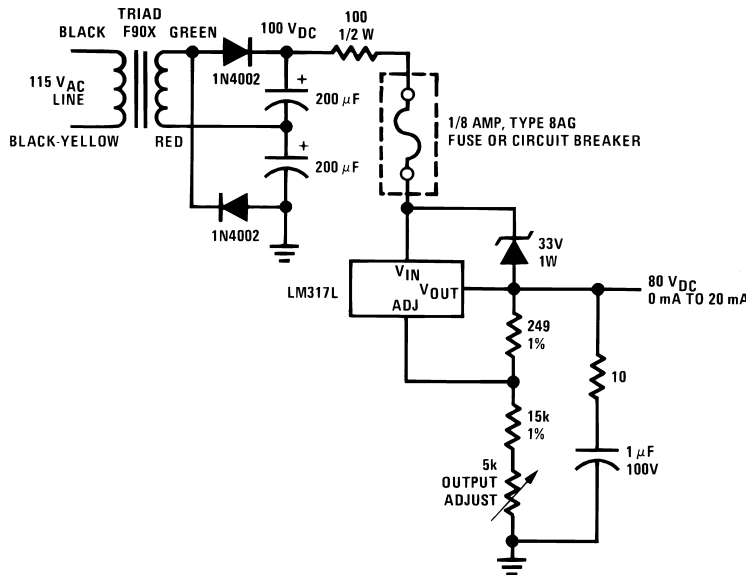 TRIAD
F90X
BLACK
GREEN
100 VDC
100
1/2 W
1N4002
115 VAC
LINE
+
200 μF
BLACK-YELLOW
RED
+
200 μF
1N4002
1/8 AMP, TYPE 8AG
FUSE OR CIRCUIT BREAKER
33V
1W
LM317L
VIN
VOUT
ADJ
80 VDC
0 mA TO 20 mA
249
1%
10
15k
1%
5k
OUTPUT
ADJUST
1 μF
100V